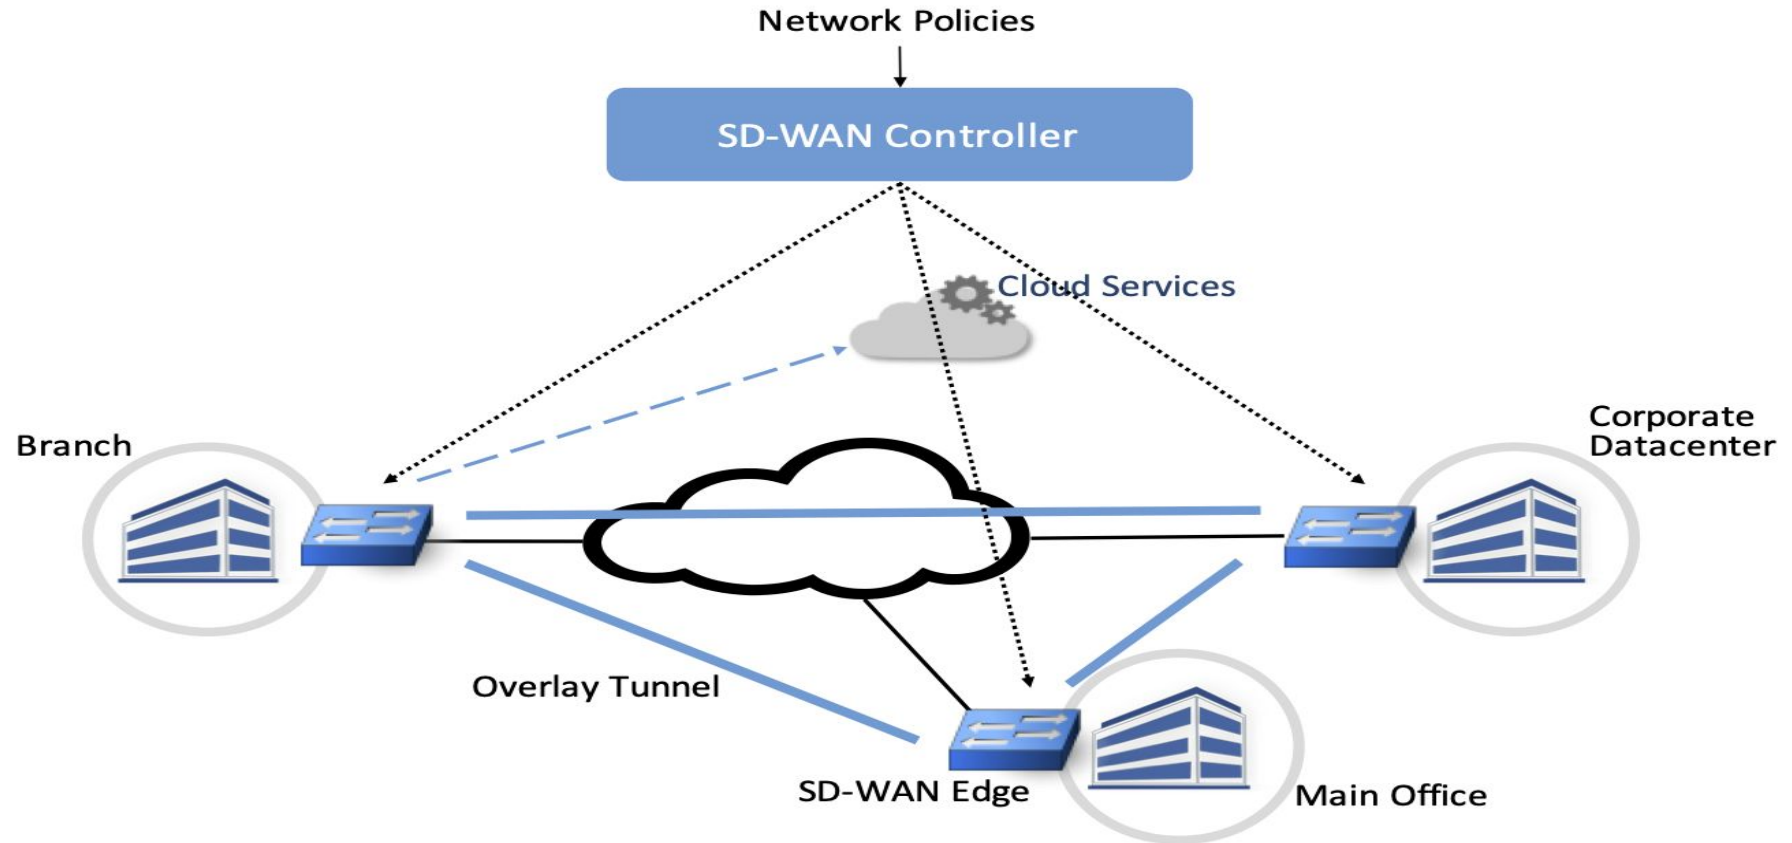 Network Policies
SD-WAN Controller
Cloud Services
Branch
Corporate
Datacenter
Overlay Tunnel
SD-WAN Edge
Main Office